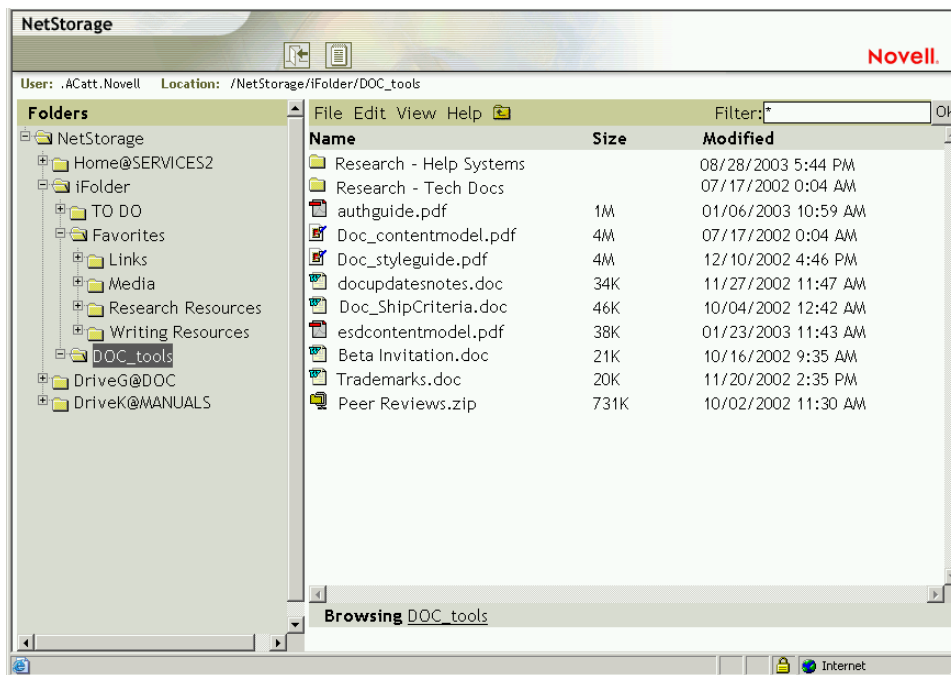 NetStorage
Novell.
User: .ACatt.Novell Location: /NetStorage/iFolder/DOC_tools
Folders
NetStorage
Home@SERVICES2
iFolder
TO DO
Favorites
Links
Media
Research Resources
Writing Resources
DOC_tools
DriveG@DOC
DriveK@MANUALS
File Edit View Help Filter:* Ok
Name Size Modified
Research - Help Systems 08/28/2003 5:44 PM
Research - Tech Docs 07/17/2002 0:04 AM
authguide.pdf 1M 01/06/2003 10:59 AM
Doc_contentmodel.pdf 4M 07/17/2002 0:04 AM
Doc_styleguide.pdf 4M 12/10/2002 4:46 PM
docupdatesnotes.doc 34K 11/27/2002 11:47 AM
Doc_ShipCriteria.doc 46K 10/04/2002 12:42 AM
esdcontentmodel.pdf 38K 01/23/2003 11:43 AM
Beta Invitation.doc 21K 10/16/2002 9:35 AM
Trademarks.doc 20K 11/20/2002 2:35 PM
Peer Reviews.zip 731K 10/02/2002 11:30 AM
Browsing DOC_tools
Internet